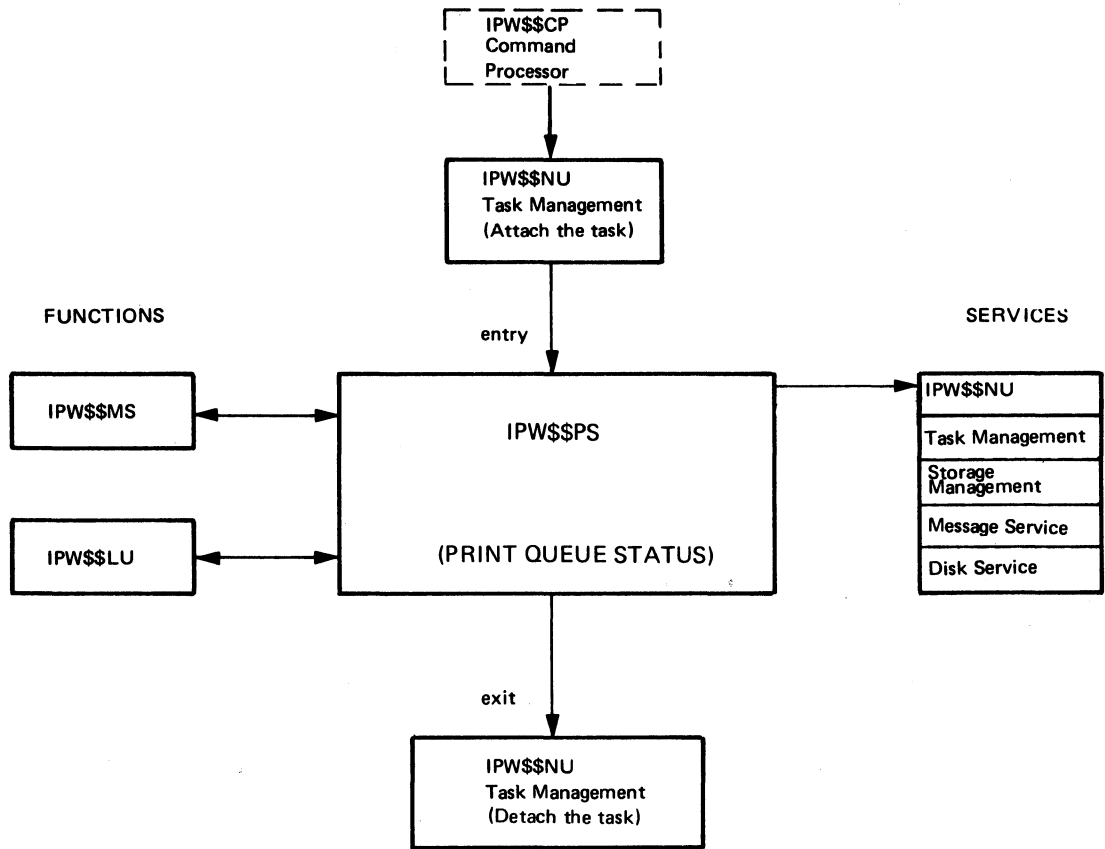 IPW$$CP
Command
Processor
IPW$$NU
Task Management
(Attach the task)
FUNCTIONS
SERVICES
entry
IPW$$MS
IPW$$LU
IPW$$PS
(PRINT QUEUE STATUS)
IPW$$NU
Task Management
Storage
Management
Message Service
Disk Service
exit
IPW$$NU
Task Management
(Detach the task)